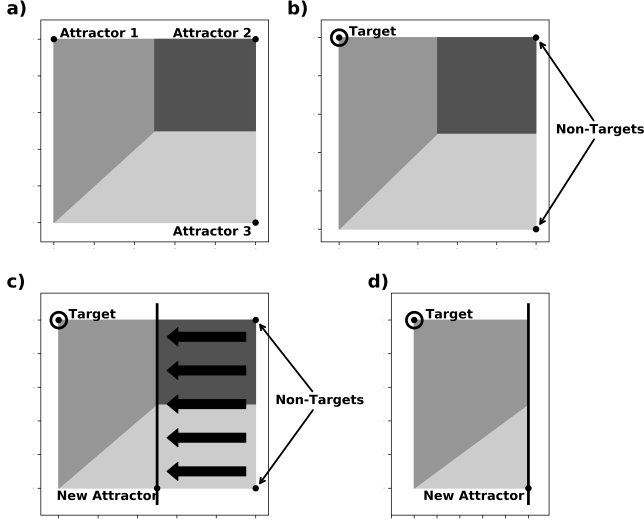 a)
Attractor 1
Attractor 2
Attractor 3
b)
Target
Non-Targets
c)
Target
Non-Targets
New Attractor
d)
Target
New Attractor